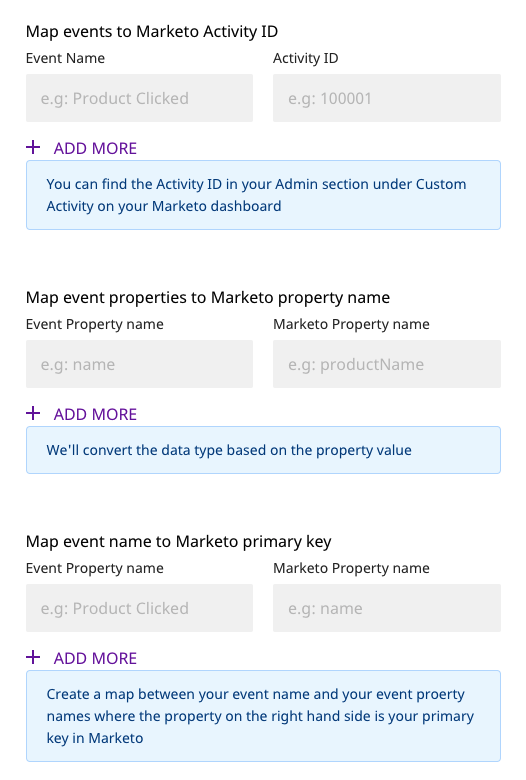 Map events to Marketo Activity ID
Event Name Activity ID
e.g: Product Clicked e.g: 100001
+ ADD MORE
You can find the Activity ID in your Admin section under Custom
Activity on your Marketo dashboard
Map event properties to Marketo property name
Event Property name Marketo Property name
e.g: name e.g: productName
+ ADD MORE
We'll convert the data type based on the property value
Map event name to Marketo primary key
Event Property name Marketo Property name
e.g: Product Clicked e.g: name
+ ADD MORE
Create a map between your event name and your event proerty
names where the property on the right hand side is your primary
key in Marketo